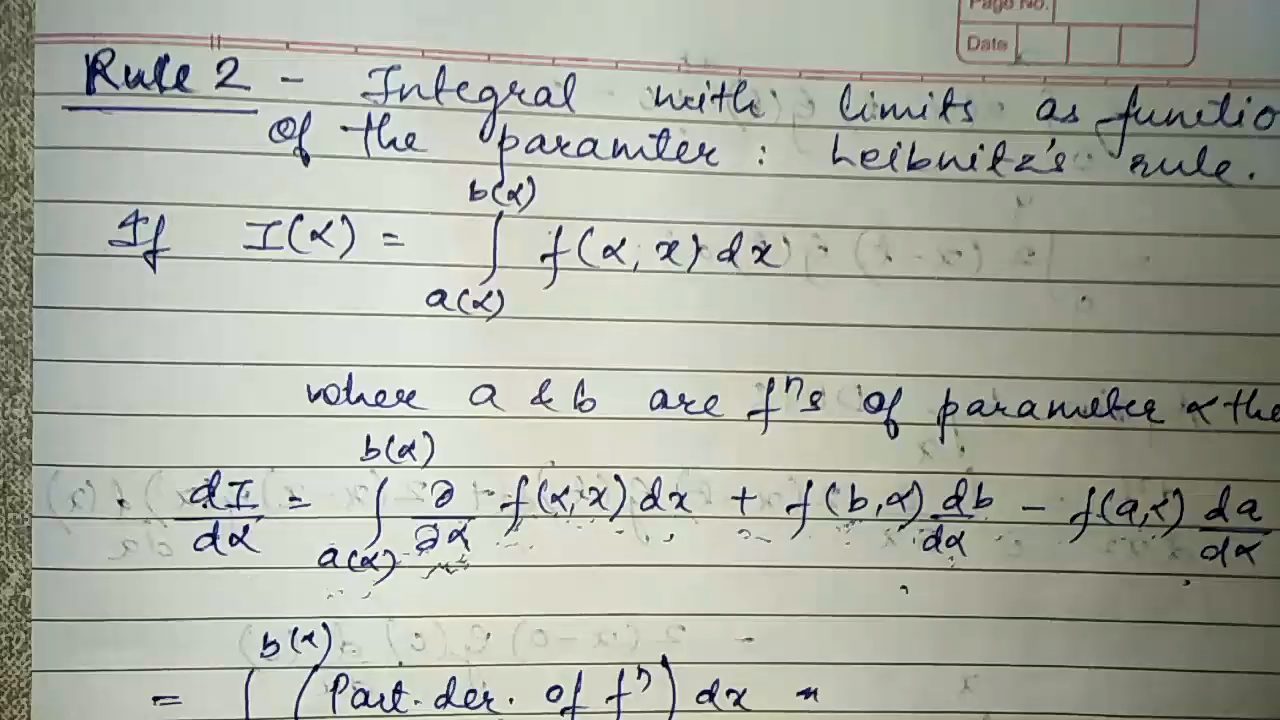 Page No.
Date
Rule 2 - Integral with limits as functio
of the paramter : Leibnitz's rule.
If I(α) = ∫_{a(α)}^{b(α)} f(α, x) dx
where a & b are fⁿs of parameter α the
dI/dα = ∫_{a(α)}^{b(α)} ∂/∂α f(α,x) dx + f(b,α) db/dα - f(a,α) da/dα
= ∫^{b(α)} (Part. der. of fⁿ) dx